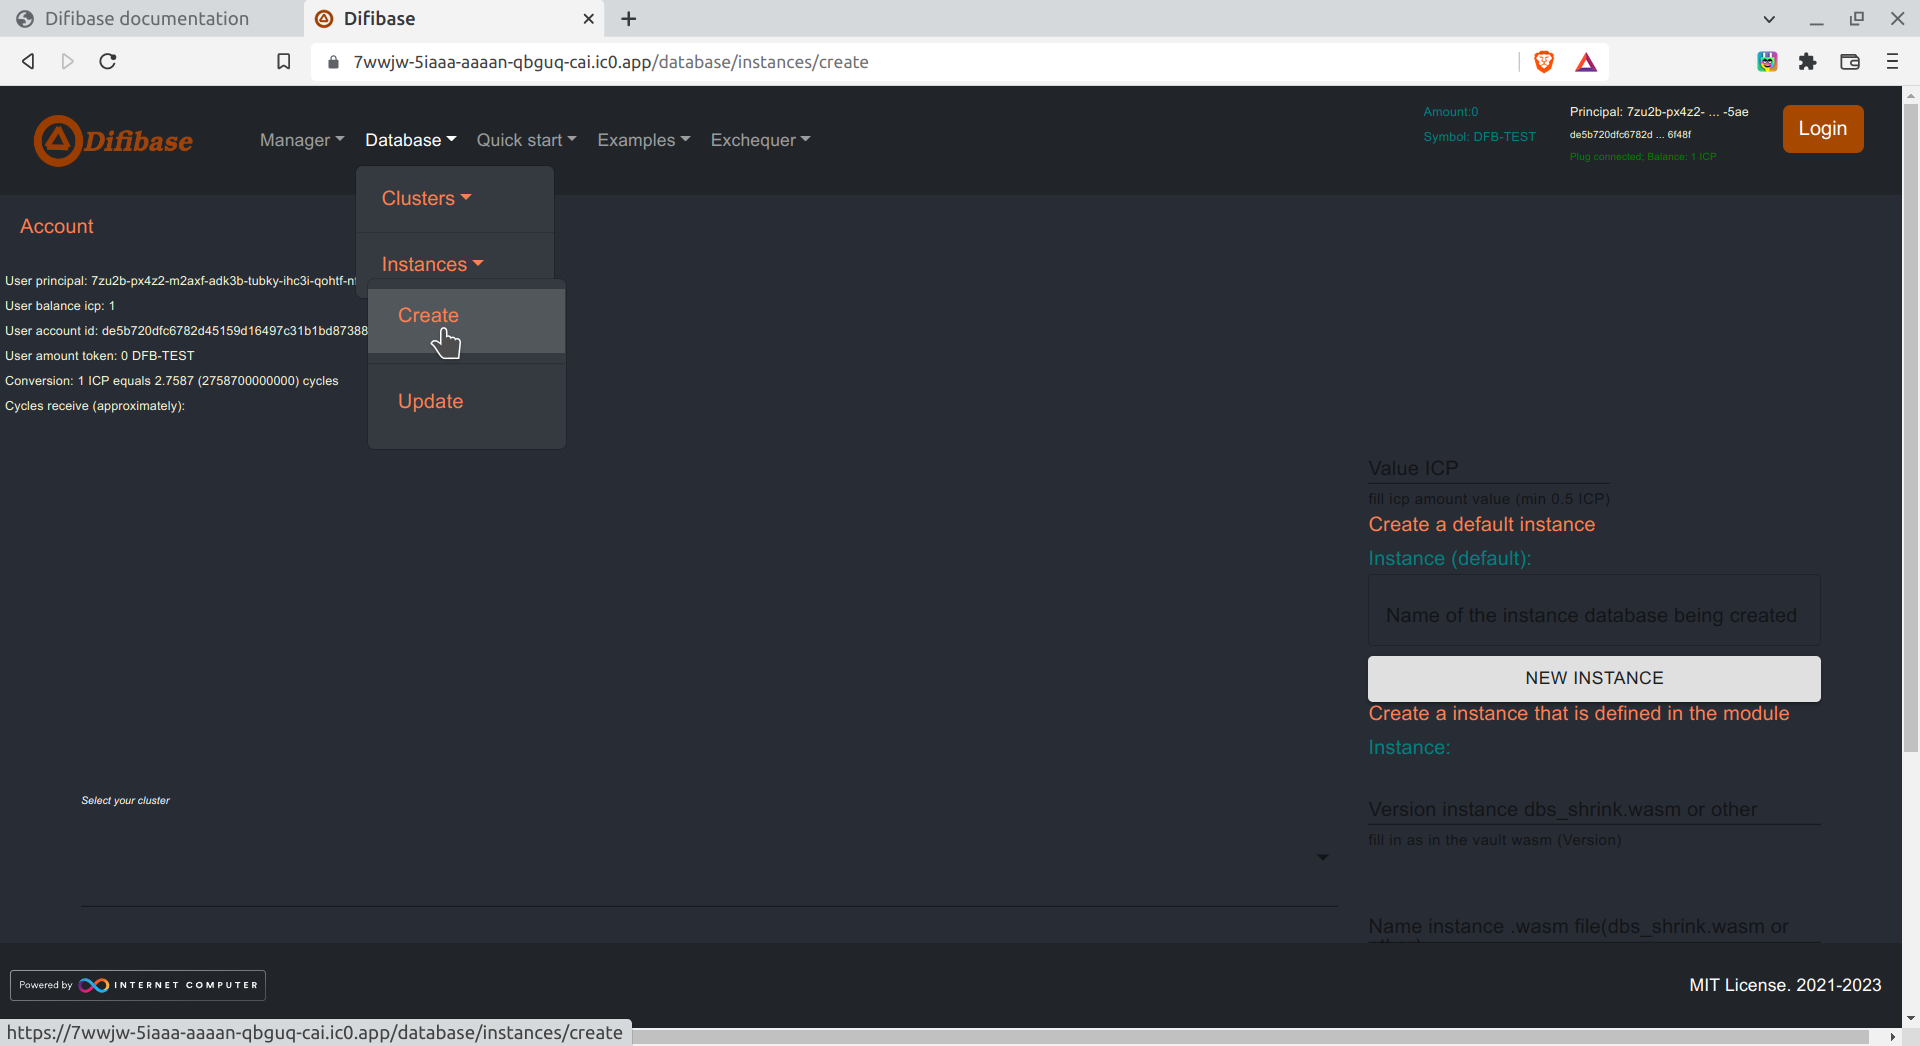 Difibase documentation
Difibase
7wwjw-5iaaa-aaaan-qbguq-cai.ic0.app/database/instances/create
Difibase
Manager
Database
Quick start
Examples
Exchequer
Amount:0
Symbol: DFB-TEST
Principal: 7zu2b-px4z2- ... -5ae
de5b720dfc6782d ... 6f48f
Plug connected; Balance: 1 ICP
Login
Clusters
Instances
Create
Update
Account
User principal: 7zu2b-px4z2-m2axf-adk3b-tubky-ihc3i-qohtf-n
User balance icp: 1
User account id: de5b720dfc6782d45159d16497c31b1bd87388
User amount token: 0 DFB-TEST
Conversion: 1 ICP equals 2.7587 (2758700000000) cycles
Cycles receive (approximately):
Value ICP
fill icp amount value (min 0.5 ICP)
Create a default instance
Instance (default):
Name of the instance database being created
NEW INSTANCE
Create a instance that is defined in the module
Instance:
Version instance dbs_shrink.wasm or other
fill in as in the vault wasm (Version)
Select your cluster
Name instance .wasm file(dbs_shrink.wasm or
Powered by INTERNET COMPUTER
MIT License. 2021-2023
https://7wwjw-5iaaa-aaaan-qbguq-cai.ic0.app/database/instances/create